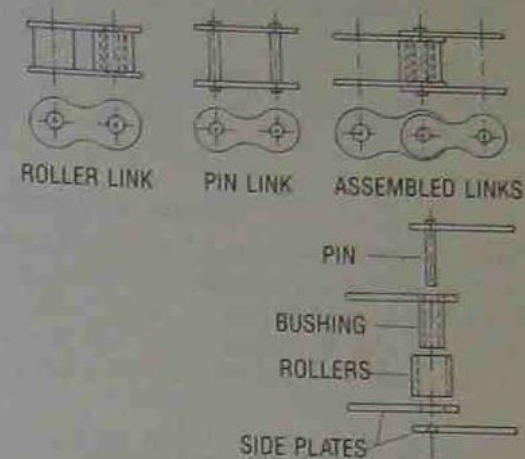 ROLLER LINK PIN LINK ASSEMBLED LINKS
PIN
BUSHING
ROLLERS
SIDE PLATES